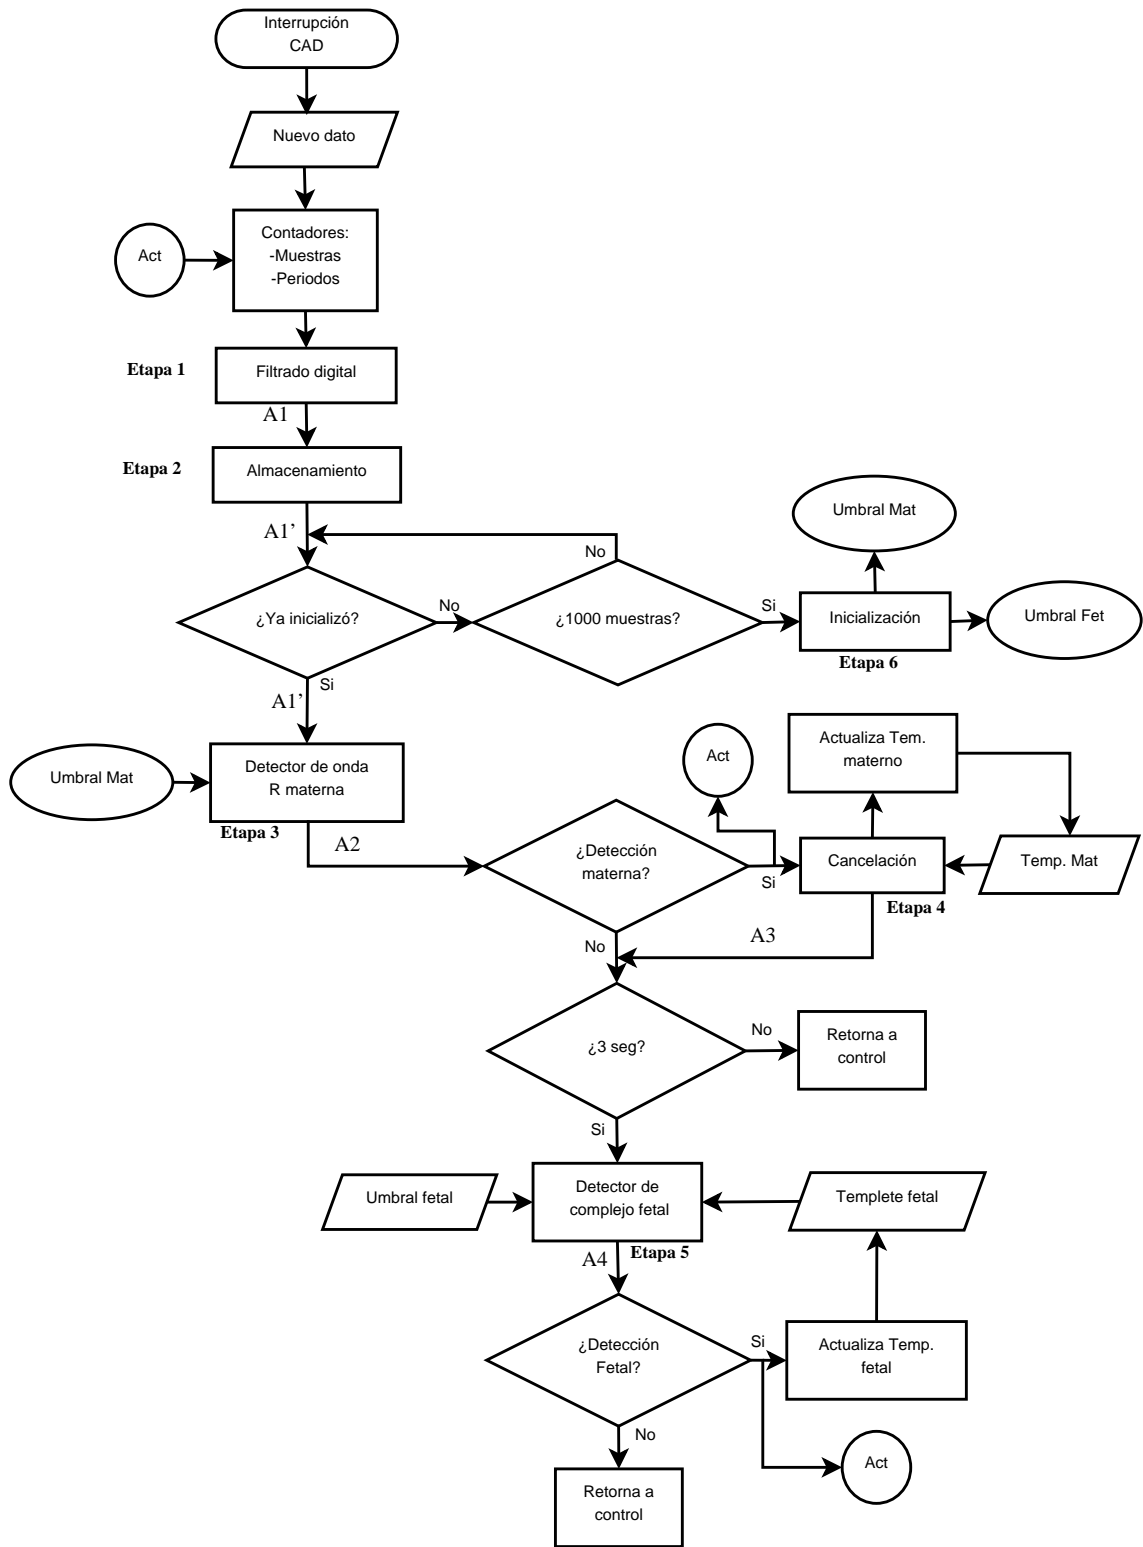 Interrupción
CAD
Nuevo dato
Contadores:
-Muestras
-Periodos
Act
Etapa 1
Filtrado digital
A1
Etapa 2
Almacenamiento
A1’
No
Umbral Mat
¿Ya inicializó?
No
¿1000 muestras?
Si
Inicialización
Umbral Fet
Etapa 6
Si
A1’
Umbral Mat
Detector de onda
R materna
Etapa 3
A2
Act
Actualiza Tem.
materno
¿Detección
materna?
Si
Cancelación
Temp. Mat
Etapa 4
No
A3
¿3 seg?
No
Retorna a
control
Si
Umbral fetal
Detector de
complejo fetal
Templete fetal
Etapa 5
A4
¿Detección
Fetal?
Si
Actualiza Temp.
fetal
No
Act
Retorna a
control